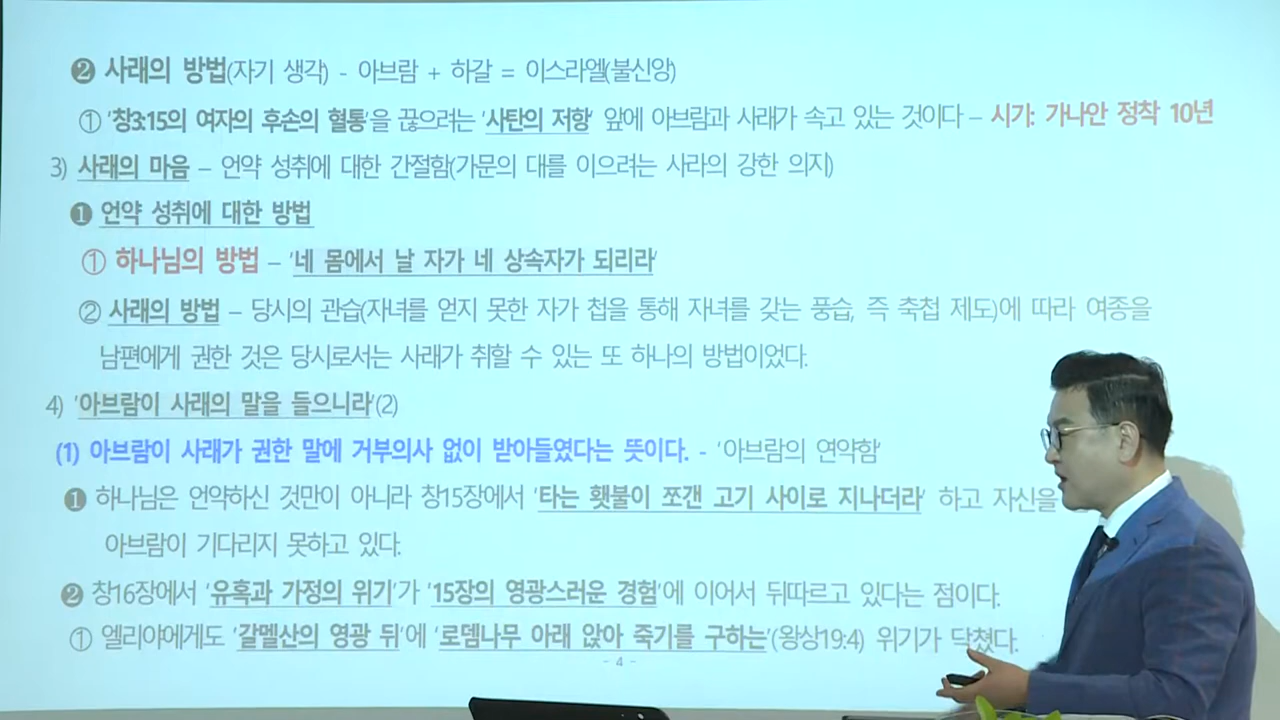 ❷ 사래의 방법(자기 생각) - 아브람 + 하갈 = 이스라엘(불신앙)
① '창3:15의 여자의 후손의 혈통'을 끊으려는 '사탄의 저항' 앞에 아브람과 사래가 속고 있는 것이다 – 시기: 가나안 정착 10년
3) 사래의 마음 – 언약 성취에 대한 간절함(가문의 대를 이으려는 사라의 강한 의지)
❶ 언약 성취에 대한 방법
① 하나님의 방법 – '네 몸에서 날 자가 네 상속자가 되리라'
② 사래의 방법 – 당시의 관습(자녀를 얻지 못한 자가 첩을 통해 자녀를 갖는 풍습, 즉 축첩 제도)에 따라 여종을
남편에게 권한 것은 당시로서는 사래가 취할 수 있는 또 하나의 방법이었다.
4) '아브람이 사래의 말을 들으니라'(2)
(1) 아브람이 사래가 권한 말에 거부의사 없이 받아들였다는 뜻이다. - '아브람의 연약함'
❶ 하나님은 언약하신 것만이 아니라 창15장에서 '타는 횃불이 쪼갠 고기 사이로 지나더라' 하고 자신을
아브람이 기다리지 못하고 있다.
❷ 창16장에서 '유혹과 가정의 위기'가 '15장의 영광스러운 경험'에 이어서 뒤따르고 있다는 점이다.
① 엘리야에게도 '갈멜산의 영광 뒤'에 '로뎀나무 아래 앉아 죽기를 구하는'(왕상19:4) 위기가 닥쳤다.
- 4 -